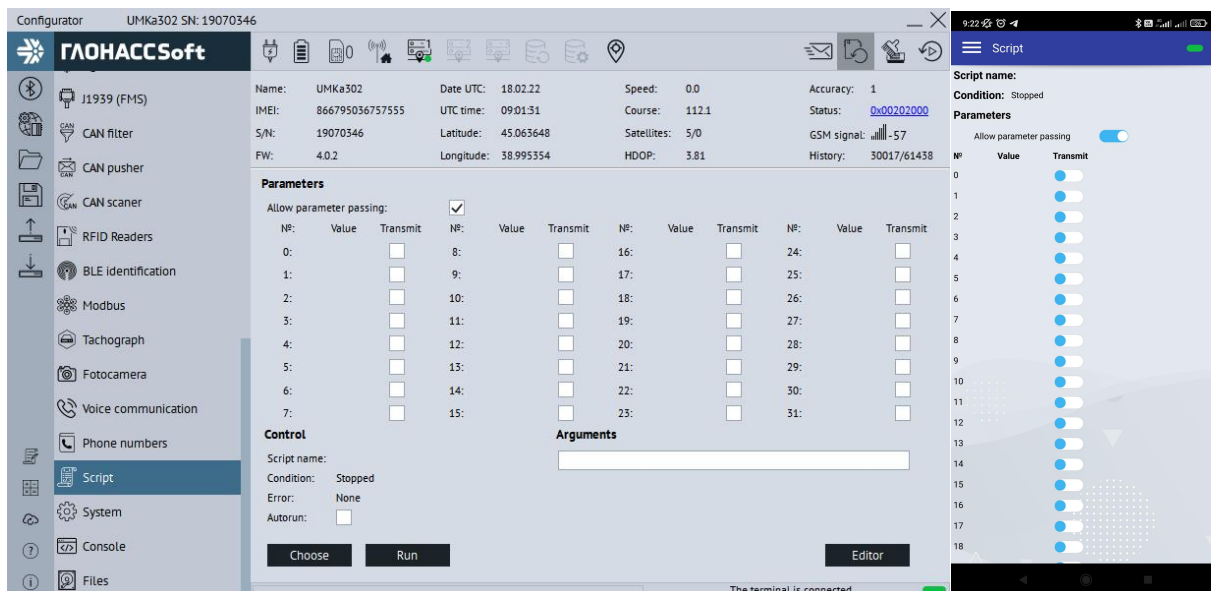 Configurator UMKa302 SN: 19070346
ГЛОНАССSoft
J1939 (FMS)
CAN filter
CAN pusher
CAN scaner
RFID Readers
BLE identification
Modbus
Tachograph
Fotocamera
Voice communication
Phone numbers
Script
System
Console
Files
0
Name: UMKa302 Date UTC: 18.02.22 Speed: 0.0 Accuracy: 1
IMEI: 866795036757555 UTC time: 09:01:31 Course: 112.1 Status: 0x00202000
S/N: 19070346 Latitude: 45.063648 Satellites: 5/0 GSM signal: -57
FW: 4.0.2 Longitude: 38.995354 HDOP: 3.81 History: 30017/61438
Parameters
Allow parameter passing:
Nº: Value Transmit Nº: Value Transmit Nº: Value Transmit Nº: Value Transmit
0: 8: 16: 24:
1: 9: 17: 25:
2: 10: 18: 26:
3: 11: 19: 27:
4: 12: 20: 28:
5: 13: 21: 29:
6: 14: 22: 30:
7: 15: 23: 31:
Control Arguments
Script name:
Condition: Stopped
Error: None
Autorun:
Choose Run Editor
The terminal is connected
9:22
Script
Script name:
Condition: Stopped
Parameters
Allow parameter passing
Nº Value Transmit
0
1
2
3
4
5
6
7
8
9
10
11
12
13
14
15
16
17
18